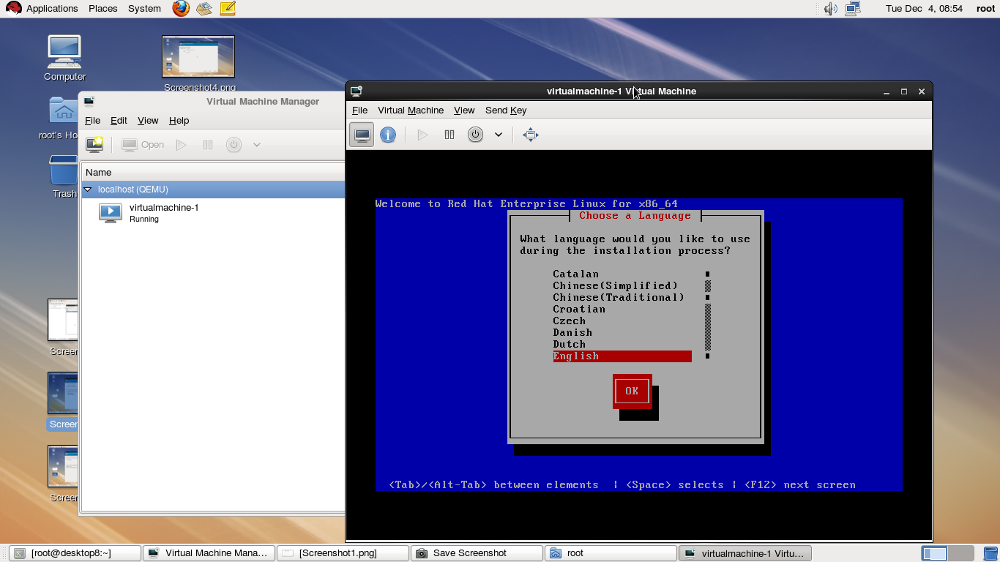 Applications Places System
Tue Dec 4, 08:54 root
Computer
Screenshot4.png
root's Ho
Trash
Screen
Screen
Screen
Virtual Machine Manager
File Edit View Help
Open
Name
localhost (QEMU)
virtualmachine-1
Running
virtualmachine-1 Virtual Machine
File Virtual Machine View Send Key
Welcome to Red Hat Enterprise Linux for x86_64
Choose a Language
What language would you like to use
during the installation process?
Catalan
Chinese(Simplified)
Chinese(Traditional)
Croatian
Czech
Danish
Dutch
English
OK
<Tab>/<Alt-Tab> between elements | <Space> selects | <F12> next screen
[root@desktop8:~] Virtual Machine Mana... [Screenshot1.png] Save Screenshot root virtualmachine-1 Virtu...